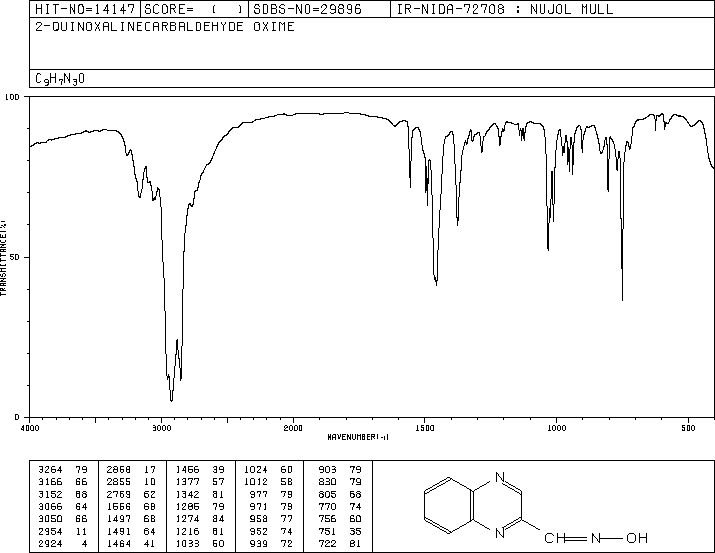 HIT-NO=14147 SCORE= ( ) SDBS-NO=29896 IR-NIDA-72708 : NUJOL MULL
2-QUINOXALINECARBALDEHYDE OXIME
C9H7N3O
100
50
0
TRANSMITTANCE(%)
4000 3000 2000 1500 1000 500
WAVENUMBER(-1)
3264 79 2868 17 1456 39 1024 60 903 79
3166 66 2855 10 1377 57 1012 58 830 79
3152 68 2769 62 1342 81 977 79 805 68
3066 64 1556 68 1286 79 971 79 770 74
3050 66 1497 68 1274 84 958 77 756 60
2954 11 1491 64 1216 81 952 74 751 35
2924 4 1464 41 1033 50 939 72 722 81
N
N
CH N OH